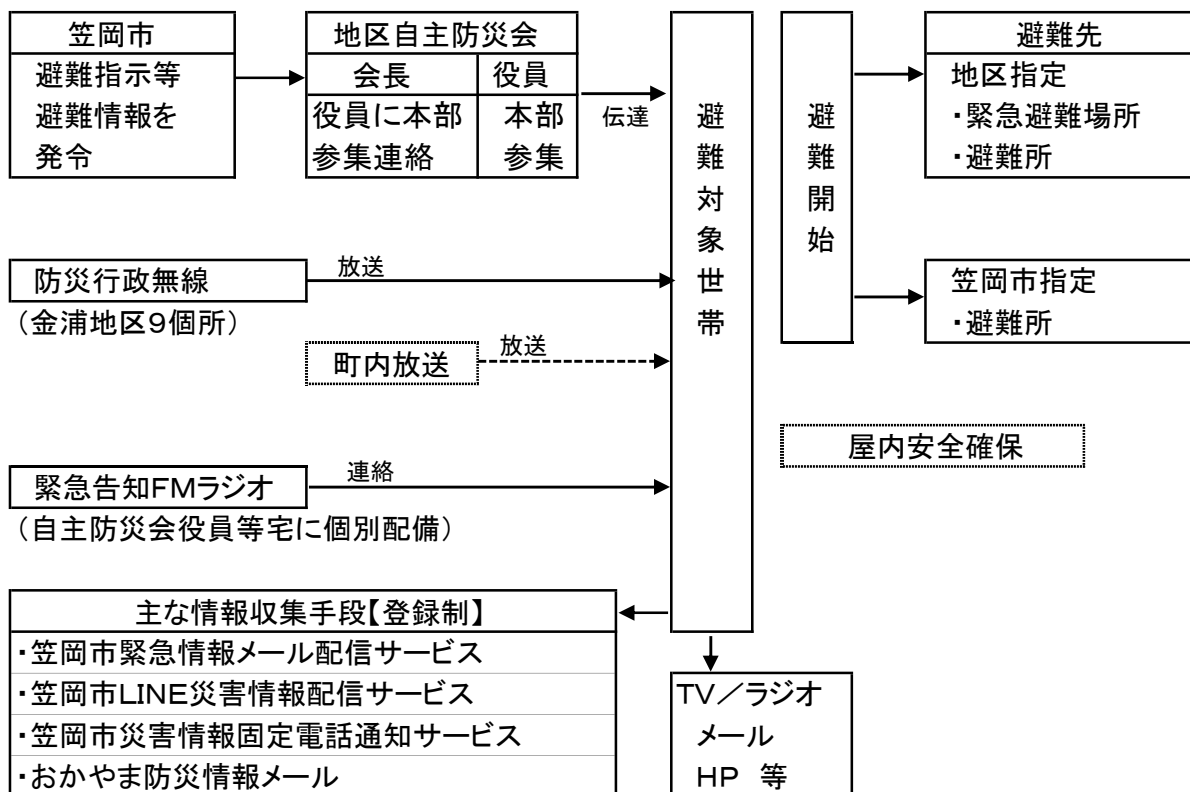 笠岡市
避難指示等
避難情報を
発令
地区自主防災会
会長
役員
役員に本部
参集連絡
本部
参集
伝達
避難対象世帯
避難開始
避難先
地区指定
・緊急避難場所
・避難所
笠岡市指定
・避難所
防災行政無線
放送
（金浦地区9個所）
町内放送
放送
屋内安全確保
緊急告知FMラジオ
連絡
（自主防災会役員等宅に個別配備）
主な情報収集手段【登録制】
・笠岡市緊急情報メール配信サービス
・笠岡市LINE災害情報配信サービス
・笠岡市災害情報固定電話通知サービス
・おかやま防災情報メール
TV／ラジオ
メール
HP 等